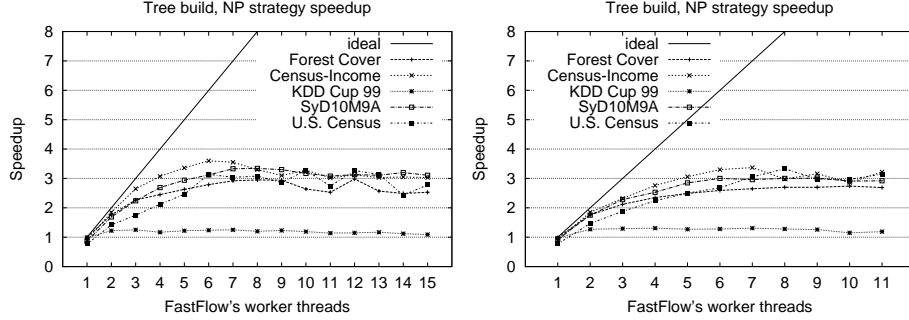 Tree build, NP strategy speedup
8
7
6
5
4
3
2
1
0
Speedup
ideal
Forest Cover
Census-Income
KDD Cup 99
SyD10M9A
U.S. Census
1 2 3 4 5 6 7 8 9 10 11 12 13 14 15
FastFlow's worker threads
Tree build, NP strategy speedup
8
7
6
5
4
3
2
1
0
Speedup
ideal
Forest Cover
Census-Income
KDD Cup 99
SyD10M9A
U.S. Census
1 2 3 4 5 6 7 8 9 10 11
FastFlow's worker threads